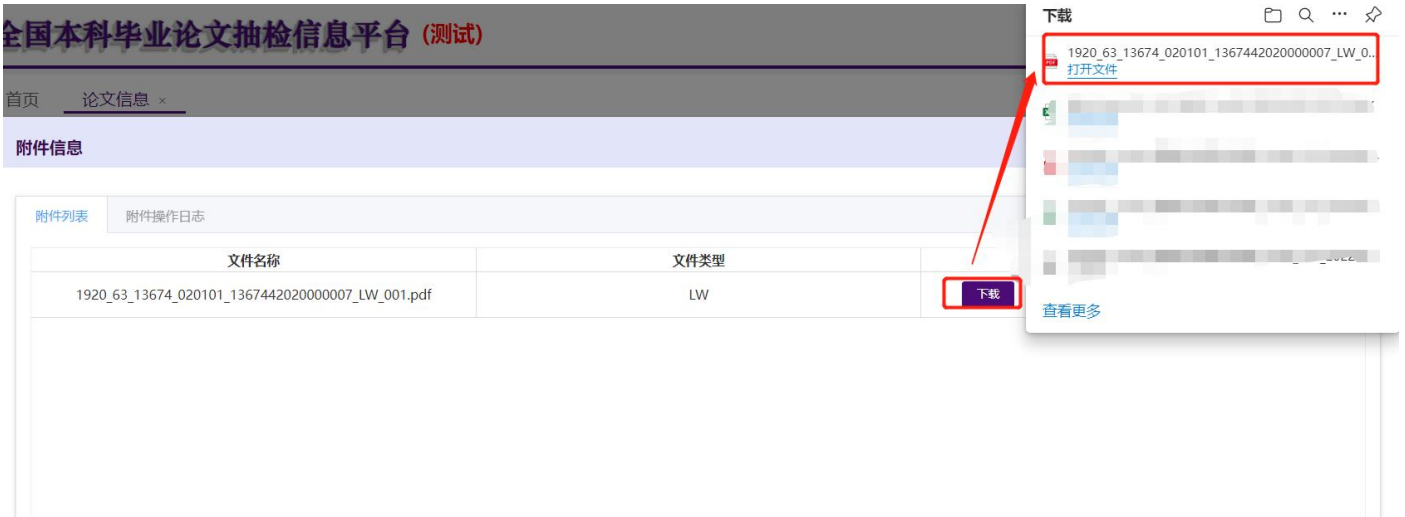 全国本科毕业论文抽检信息平台 (测试)
首页 论文信息 ×
附件信息
附件列表 附件操作日志
文件名称 文件类型
1920_63_13674_020101_1367442020000007_LW_001.pdf LW 下载
下载
1920_63_13674_020101_1367442020000007_LW_0...
打开文件
查看更多